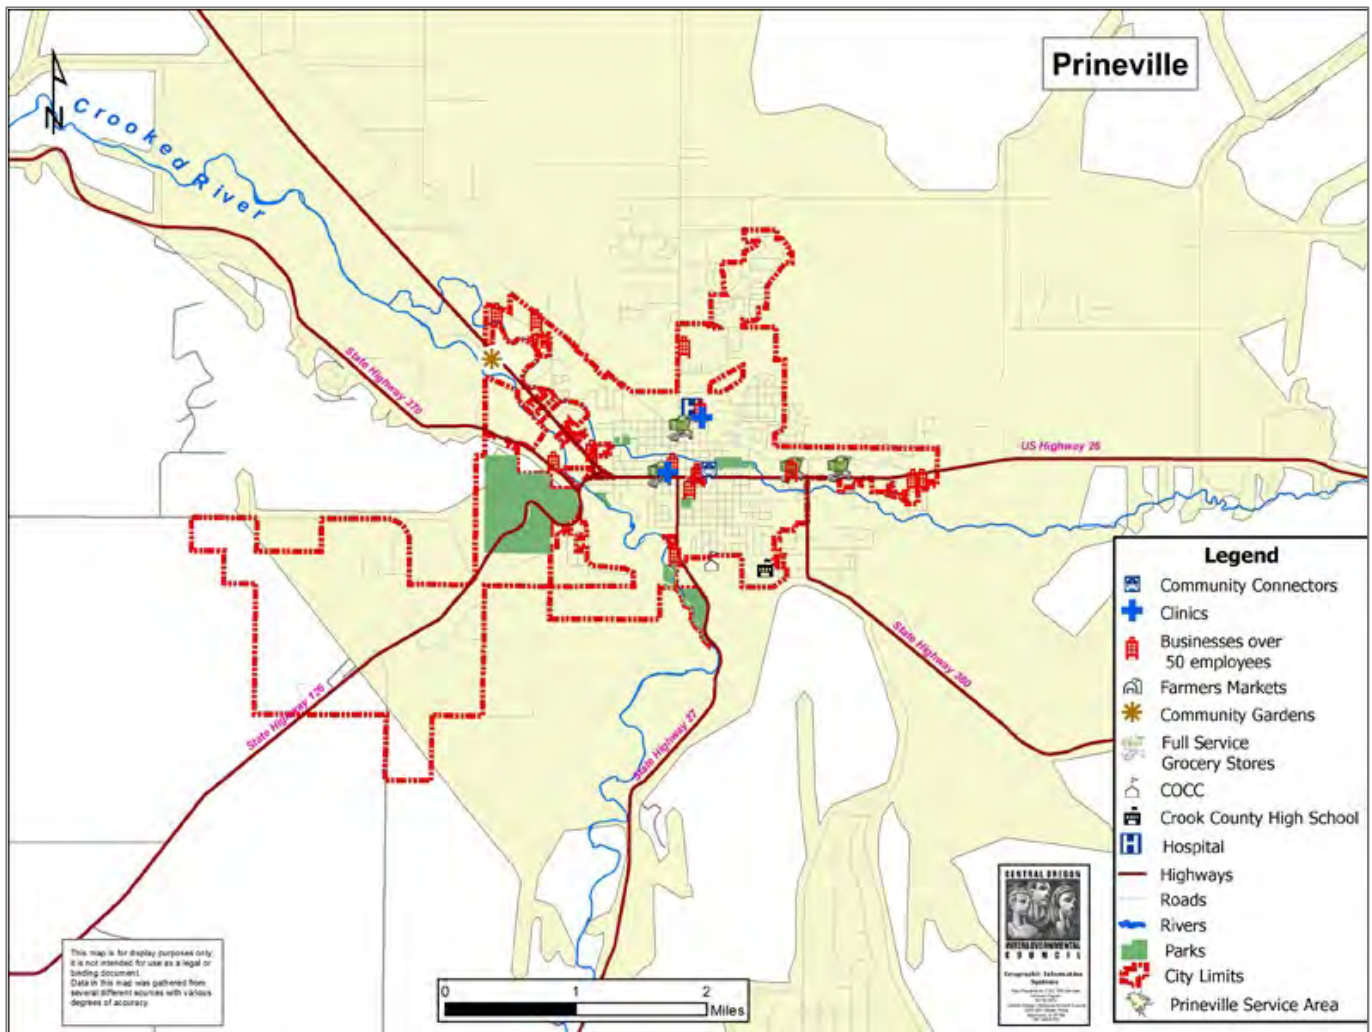 Prineville
N
Crooked River
State Highway 370
US Highway 26
State Highway 380
State Highway 126
State Highway 27
Legend
Community Connectors
Clinics
Businesses over
50 employees
Farmers Markets
Community Gardens
Full Service
Grocery Stores
COCC
Crook County High School
H Hospital
Highways
Roads
Rivers
Parks
City Limits
Prineville Service Area
H
CENTRAL OREGON
INTERGOVERNMENTAL
COUNCIL
Geographic Information
Systems
This map is for display purposes only,
it is not intended for use as a legal or
binding document.
Data in this map was gathered from
several different sources with various
degrees of accuracy.
0 1 2
Miles